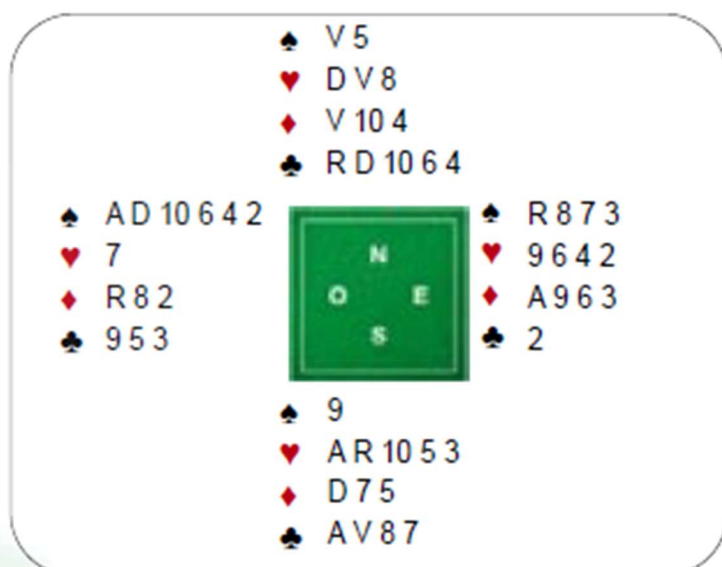 ♠ V 5
♥ D V 8
♦ V 10 4
♣ R D 10 6 4
♠ A D 10 6 4 2
♥ 7
♦ R 8 2
♣ 9 5 3
N
O E
S
♠ R 8 7 3
♥ 9 6 4 2
♦ A 9 6 3
♣ 2
♠ 9
♥ A R 10 5 3
♦ D 7 5
♣ A V 8 7